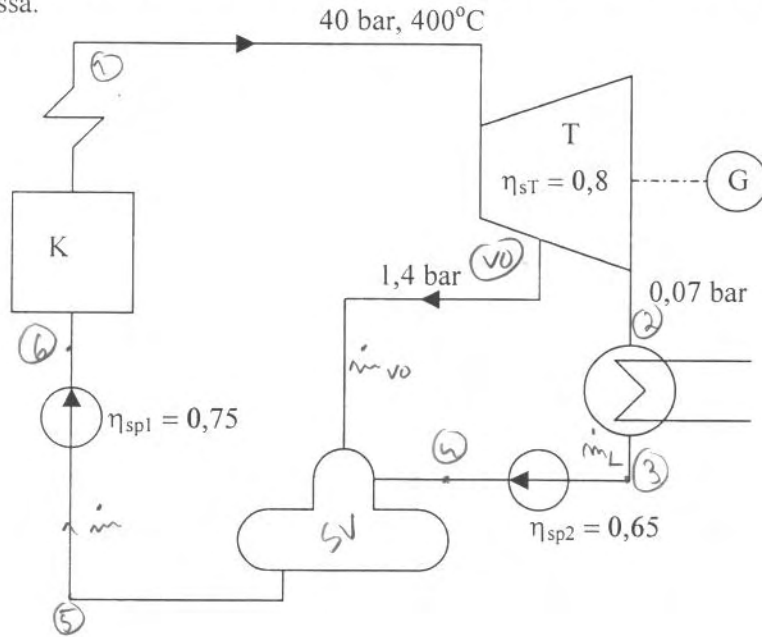 ssa.
40 bar, 400°C
1
T
η_sT = 0,8
G
K
VO
1,4 bar
0,07 bar
2
6
ṁ_VO
η_sp1 = 0,75
4
ṁ_L
3
ṁ
SV
η_sp2 = 0,65
5